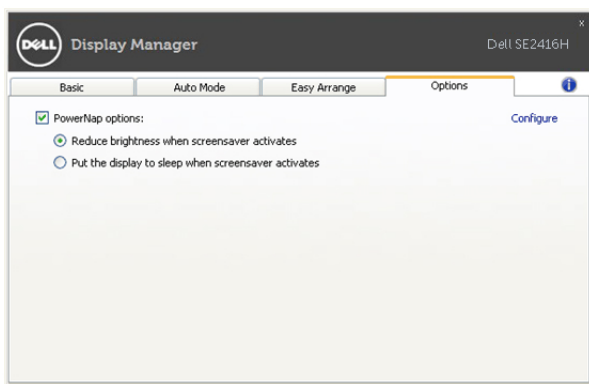 x
DELL Display Manager Dell SE2416H
Basic Auto Mode Easy Arrange Options i
PowerNap options: Configure
Reduce brightness when screensaver activates
Put the display to sleep when screensaver activates